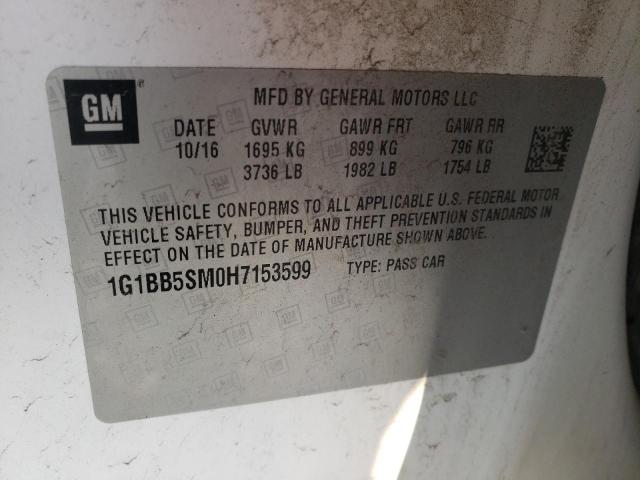 GM
MFD BY GENERAL MOTORS LLC
DATE GVWR GAWR FRT GAWR RR
10/16 1695 KG 899 KG 796 KG
3736 LB 1982 LB 1754 LB
THIS VEHICLE CONFORMS TO ALL APPLICABLE U.S. FEDERAL MOTOR
VEHICLE SAFETY, BUMPER, AND THEFT PREVENTION STANDARDS IN
EFFECT ON THE DATE OF MANUFACTURE SHOWN ABOVE.
1G1BB5SM0H7153599 TYPE: PASS CAR